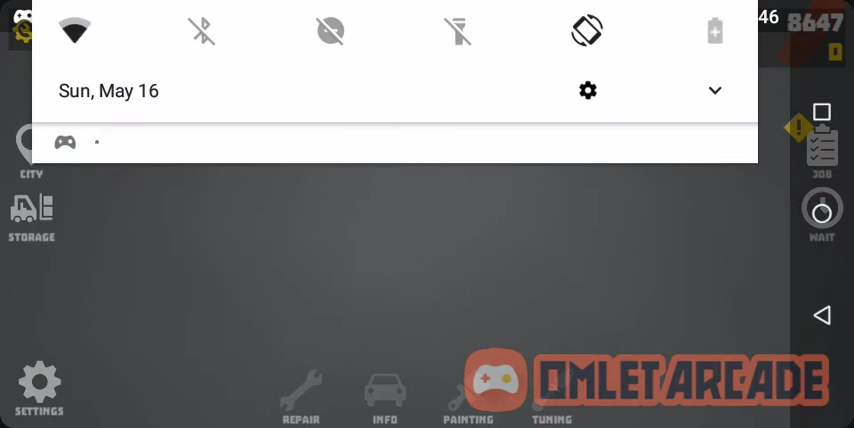 46
8647
0
Sun, May 16
CITY
JOB
STORAGE
WAIT
OMLET ARCADE
SETTINGS
REPAIR
INFO
PAINTING
TUNING